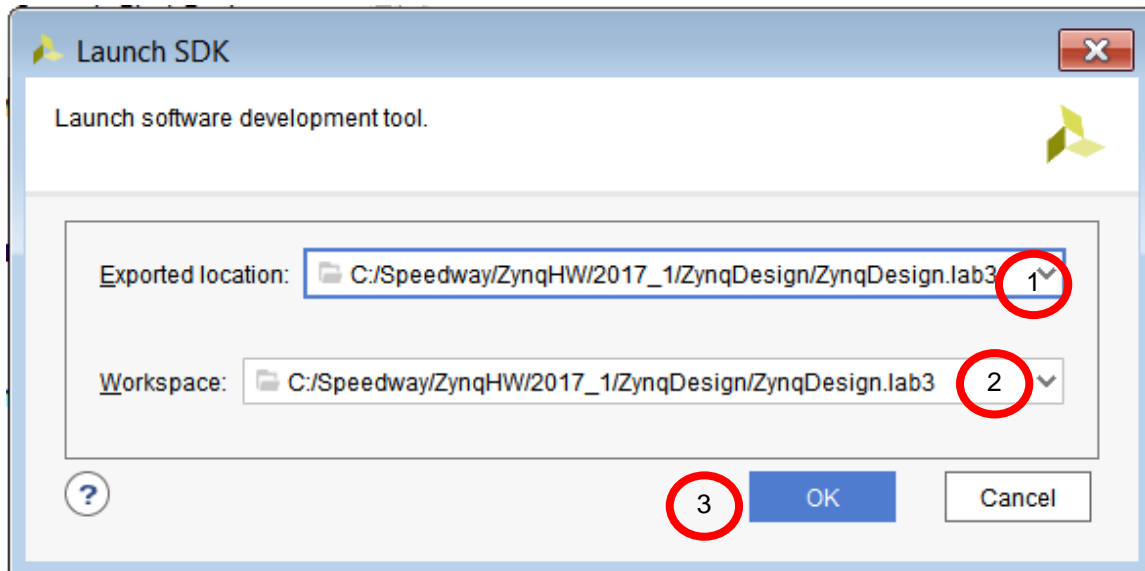 Launch SDK
Launch software development tool.
Exported location: C:/Speedway/ZynqHW/2017_1/ZynqDesign/ZynqDesign.lab3 1
Workspace: C:/Speedway/ZynqHW/2017_1/ZynqDesign/ZynqDesign.lab3 2
? 3 OK Cancel